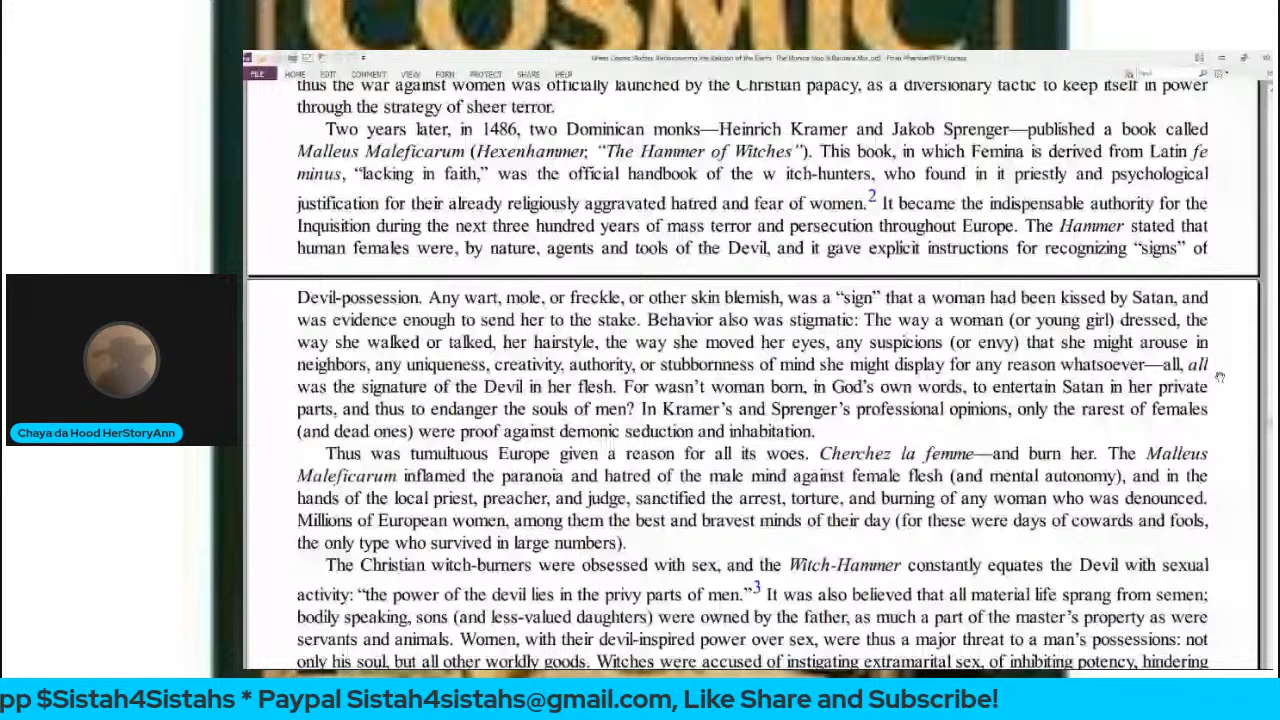 COSMIC
FILE HOME EDIT COMMENT VIEW FORM PROTECT SHARE HELP
thus the war against women was officially launched by the Christian papacy, as a diversionary tactic to keep itself in power
through the strategy of sheer terror.
Two years later, in 1486, two Dominican monks—Heinrich Kramer and Jakob Sprenger—published a book called
Malleus Maleficarum (Hexenhammer, “The Hammer of Witches”). This book, in which Femina is derived from Latin fe
minus, “lacking in faith,” was the official handbook of the w itch-hunters, who found in it priestly and psychological
justification for their already religiously aggravated hatred and fear of women.2 It became the indispensable authority for the
Inquisition during the next three hundred years of mass terror and persecution throughout Europe. The Hammer stated that
human females were, by nature, agents and tools of the Devil, and it gave explicit instructions for recognizing “signs” of
Devil-possession. Any wart, mole, or freckle, or other skin blemish, was a “sign” that a woman had been kissed by Satan, and
was evidence enough to send her to the stake. Behavior also was stigmatic: The way a woman (or young girl) dressed, the
way she walked or talked, her hairstyle, the way she moved her eyes, any suspicions (or envy) that she might arouse in
neighbors, any uniqueness, creativity, authority, or stubbornness of mind she might display for any reason whatsoever—all, all
was the signature of the Devil in her flesh. For wasn’t woman born, in God’s own words, to entertain Satan in her private
parts, and thus to endanger the souls of men? In Kramer’s and Sprenger’s professional opinions, only the rarest of females
(and dead ones) were proof against demonic seduction and inhabitation.
Thus was tumultuous Europe given a reason for all its woes. Cherchez la femme—and burn her. The Malleus
Maleficarum inflamed the paranoia and hatred of the male mind against female flesh (and mental autonomy), and in the
hands of the local priest, preacher, and judge, sanctified the arrest, torture, and burning of any woman who was denounced.
Millions of European women, among them the best and bravest minds of their day (for these were days of cowards and fools,
the only type who survived in large numbers).
The Christian witch-burners were obsessed with sex, and the Witch-Hammer constantly equates the Devil with sexual
activity: “the power of the devil lies in the privy parts of men.”3 It was also believed that all material life sprang from semen;
bodily speaking, sons (and less-valued daughters) were owned by the father, as much a part of the master’s property as were
servants and animals. Women, with their devil-inspired power over sex, were thus a major threat to a man’s possessions: not
only his soul, but all other worldly goods. Witches were accused of instigating extramarital sex, of inhibiting potency, hindering
Chaya da Hood HerStoryAnn
pp $Sistah4Sistahs * Paypal Sistah4sistahs@gmail.com, Like Share and Subscribe!